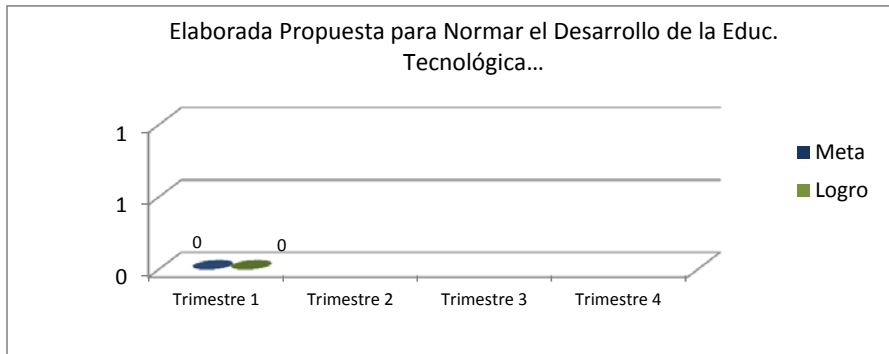 Elaborada Propuesta para Normar el Desarrollo de la Educ.
Tecnológica...
1
1
0
0
0
Trimestre 1
Trimestre 2
Trimestre 3
Trimestre 4
Meta
Logro